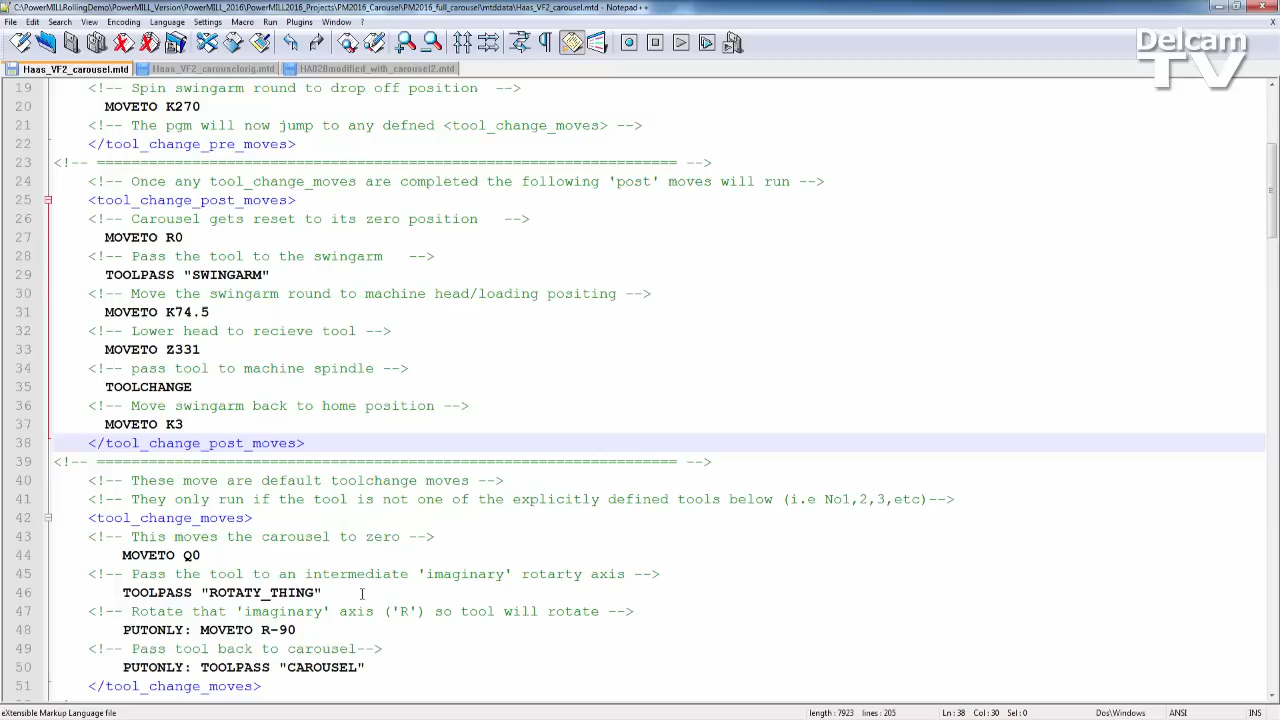 C:\PowerMILLRollingDemo\PowerMILL_Version\PowerMILL_2016\PowerMILL2016_Projects\PM2016_Carousel\PM2016_full_carousel\mtddata\Haas_VF2_carousel.mtd - Notepad++
File Edit Search View Encoding Language Settings Macro Run Plugins Window ? X
Delcam
TV
Haas_VF2_carousel.mtd Haas_VF2_carouselorig.mtd HA020modified_with_carousel2.mtd
19 <!-- Spin swingarm round to drop off position -->
20 MOVETO K270
21 <!-- The pgm will now jump to any defned <tool_change_moves> -->
22 </tool_change_pre_moves>
23 <!-- =================================================================== -->
24 <!-- Once any tool_change_moves are completed the following 'post' moves will run -->
25 <tool_change_post_moves>
26 <!-- Carousel gets reset to its zero position -->
27 MOVETO R0
28 <!-- Pass the tool to the swingarm -->
29 TOOLPASS "SWINGARM"
30 <!-- Move the swingarm round to machine head/loading positing -->
31 MOVETO K74.5
32 <!-- Lower head to recieve tool -->
33 MOVETO Z331
34 <!-- pass tool to machine spindle -->
35 TOOLCHANGE
36 <!-- Move swingarm back to home position -->
37 MOVETO K3
38 </tool_change_post_moves>
39 <!-- =================================================================== -->
40 <!-- These move are default toolchange moves -->
41 <!-- They only run if the tool is not one of the explicitly defined tools below (i.e No1,2,3,etc)-->
42 <tool_change_moves>
43 <!-- This moves the carousel to zero -->
44 MOVETO Q0
45 <!-- Pass the tool to an intermediate 'imaginary' rotarty axis -->
46 TOOLPASS "ROTATY_THING"
47 <!-- Rotate that 'imaginary' axis ('R') so tool will rotate -->
48 PUTONLY: MOVETO R-90
49 <!-- Pass tool back to carousel-->
50 PUTONLY: TOOLPASS "CAROUSEL"
51 </tool_change_moves>
eXtensible Markup Language file length : 7923 lines : 205 Ln : 38 Col : 30 Sel : 0 Dos\Windows ANSI INS